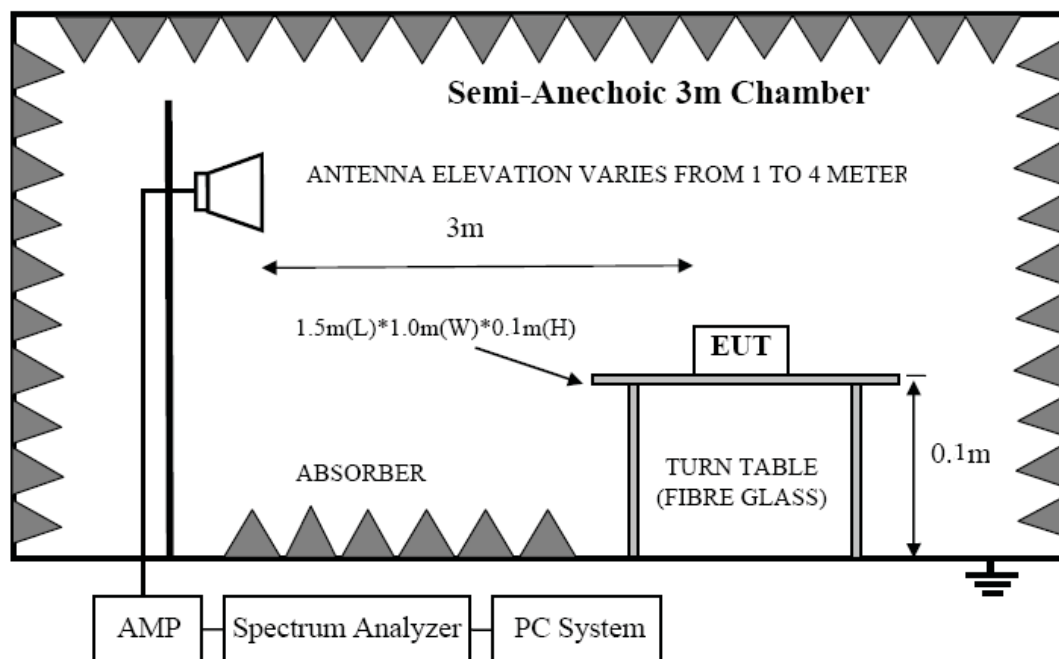 Semi-Anechoic 3m Chamber
ANTENNA ELEVATION VARIES FROM 1 TO 4 METER
3m
1.5m(L)*1.0m(W)*0.1m(H)
EUT
0.1m
ABSORBER
TURN TABLE
(FIBRE GLASS)
AMP
Spectrum Analyzer
PC System